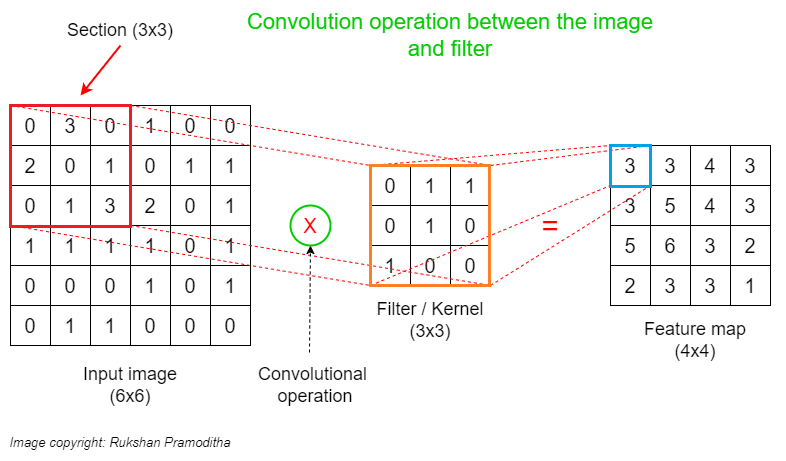 Convolution operation between the image
and filter
Section (3x3)
0 3 0 1 0 0
2 0 1 0 1 1
0 1 3 2 0 1
1 1 1 1 0 1
0 0 0 1 0 1
0 1 1 0 0 0
Input image
(6x6)
X
Convolutional
operation
0 1 1
0 1 0
1 0 0
Filter / Kernel
(3x3)
=
3 3 4 3
3 5 4 3
5 6 3 2
2 3 3 1
Feature map
(4x4)
Image copyright: Rukshan Pramoditha